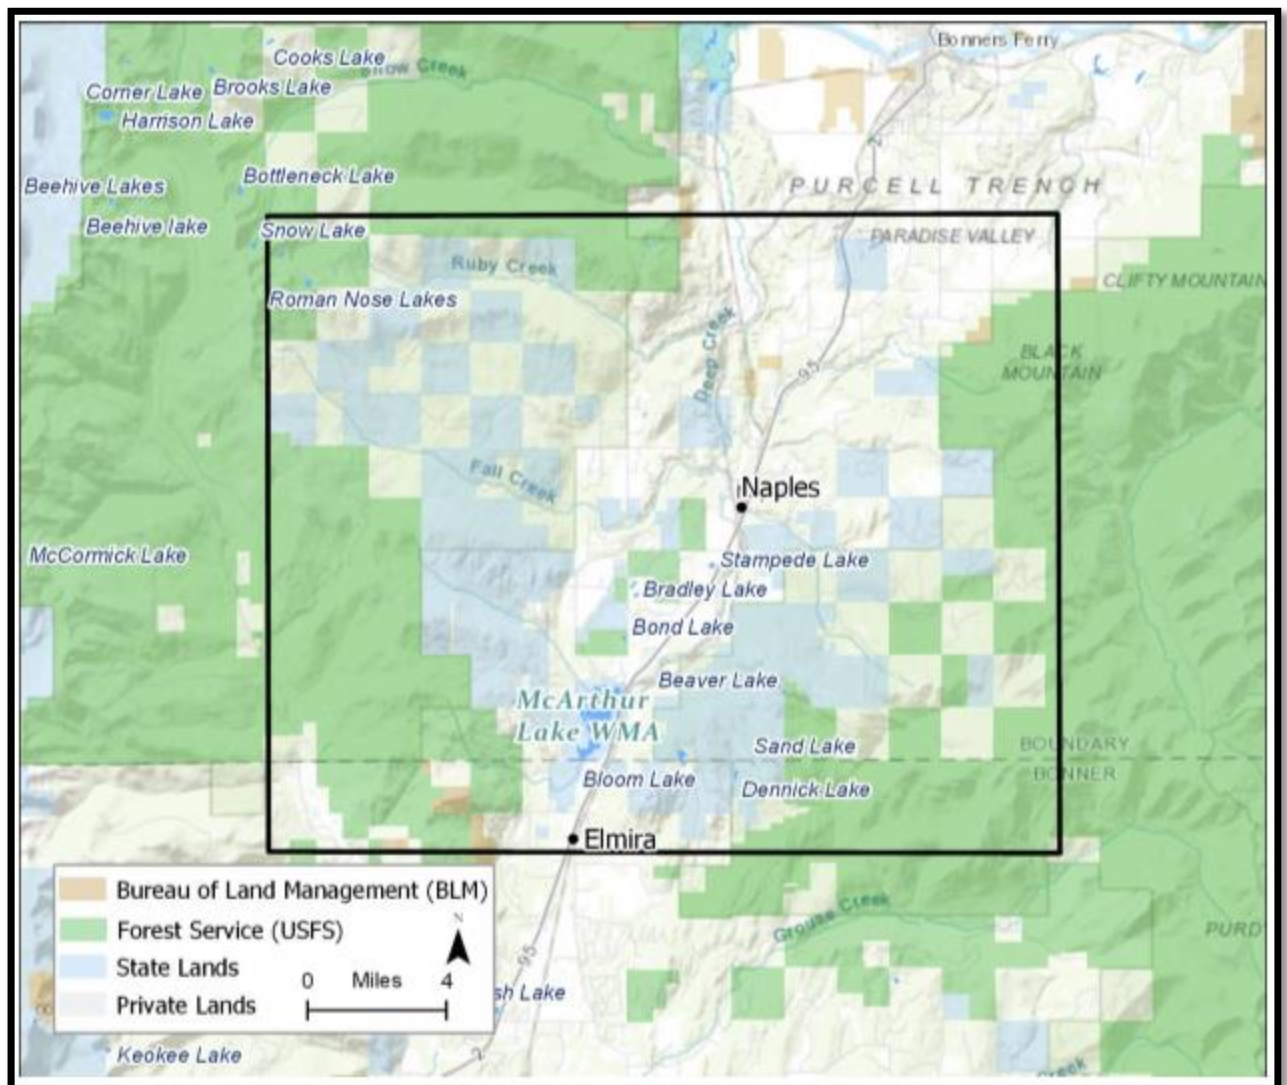 Bonners Ferry
Cooks Lake
Snow Creek
Corner Lake
Brooks Lake
Harrison Lake
2
Bottleneck Lake
Beehive Lakes
PURCELL TRENCH
Beehive lake
Snow Lake
PARADISE VALLEY
Ruby Creek
CLIFTY MOUNTAIN
Roman Nose Lakes
Deep Creek
BLACK
MOUNTAIN
95
Fall Creek
Naples
McCormick Lake
Stampede Lake
Bradley Lake
Bond Lake
Beaver Lake
McArthur
Lake WMA
Sand Lake
BOUNDARY
BONNER
Bloom Lake
Dennick Lake
Elmira
Bureau of Land Management (BLM)
Forest Service (USFS)
State Lands
Private Lands
N
0 Miles 4
Grouse Creek
PURD
95
sh Lake
2
Keokee Lake
Creek